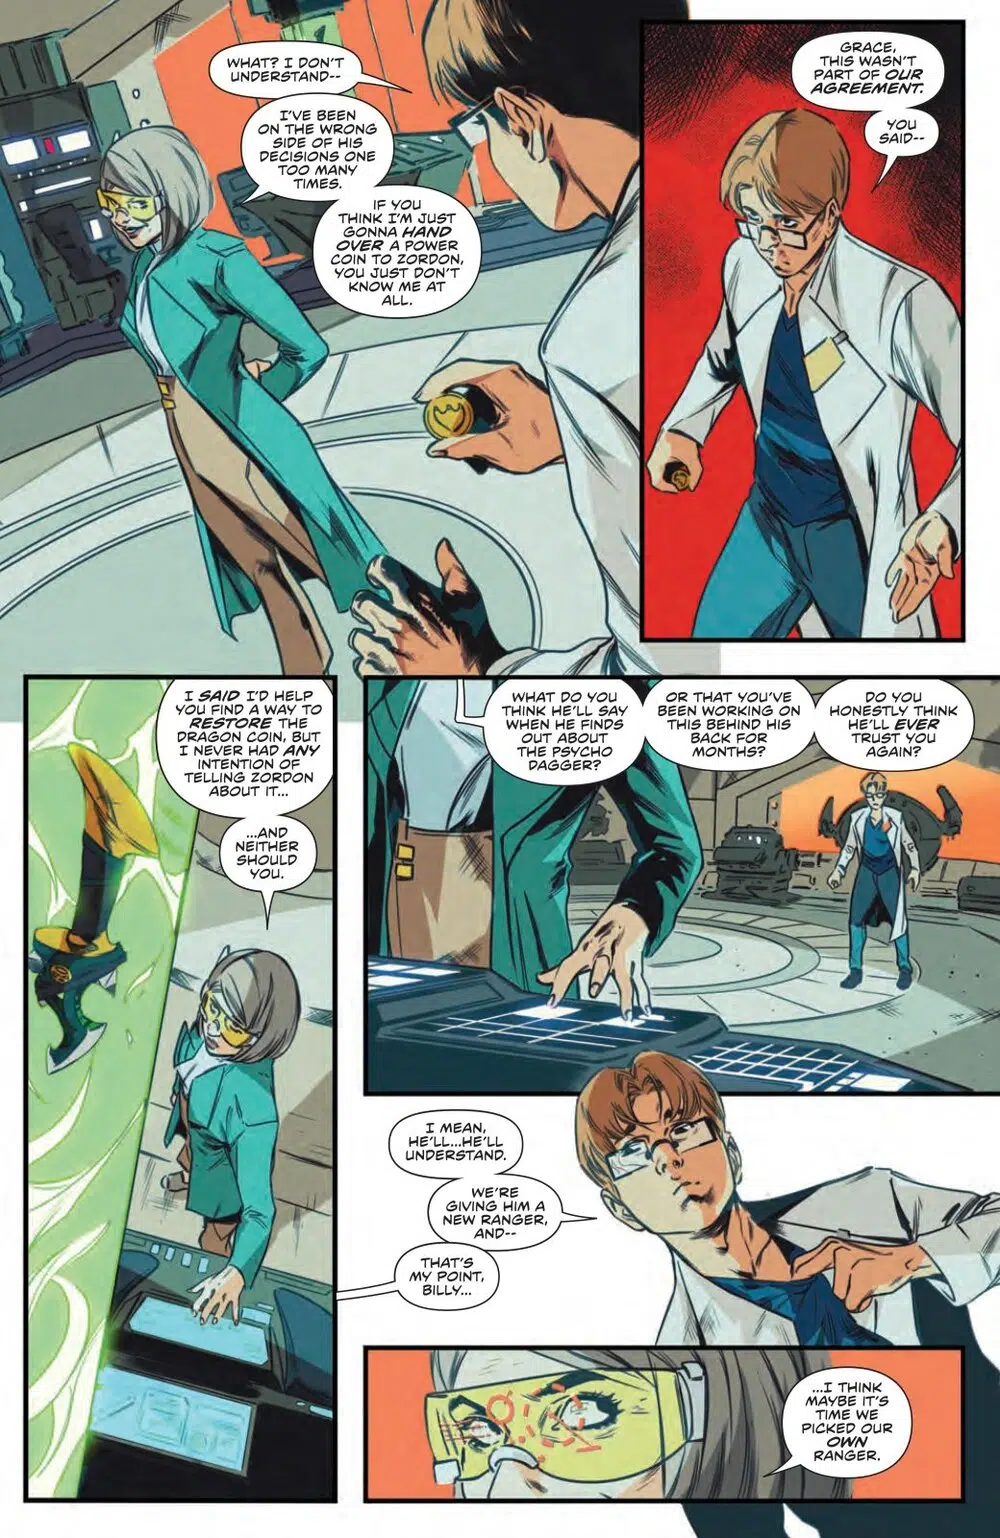 WHAT? I DON'T
UNDERSTAND--
I'VE BEEN
ON THE WRONG
SIDE OF HIS
DECISIONS ONE
TOO MANY
TIMES.
IF YOU
THINK I'M JUST
GONNA HAND
OVER A POWER
COIN TO ZORDON,
YOU JUST DON'T
KNOW ME AT
ALL.
GRACE,
THIS WASN'T
PART OF OUR
AGREEMENT.
YOU
SAID--
I SAID I'D HELP
YOU FIND A WAY TO
RESTORE THE
DRAGON COIN, BUT
I NEVER HAD ANY
INTENTION OF
TELLING ZORDON
ABOUT IT...
...AND
NEITHER
SHOULD
YOU.
WHAT DO YOU
THINK HE'LL SAY
WHEN HE FINDS
OUT ABOUT
THE PSYCHO
DAGGER?
OR THAT YOU'VE
BEEN WORKING ON
THIS BEHIND HIS
BACK FOR
MONTHS?
DO YOU
HONESTLY THINK
HE'LL EVER
TRUST YOU
AGAIN?
I MEAN,
HE'LL...HE'LL
UNDERSTAND.
WE'RE
GIVING HIM A
NEW RANGER,
AND--
THAT'S
MY POINT,
BILLY...
...I THINK
MAYBE IT'S
TIME WE
PICKED OUR
OWN
RANGER.